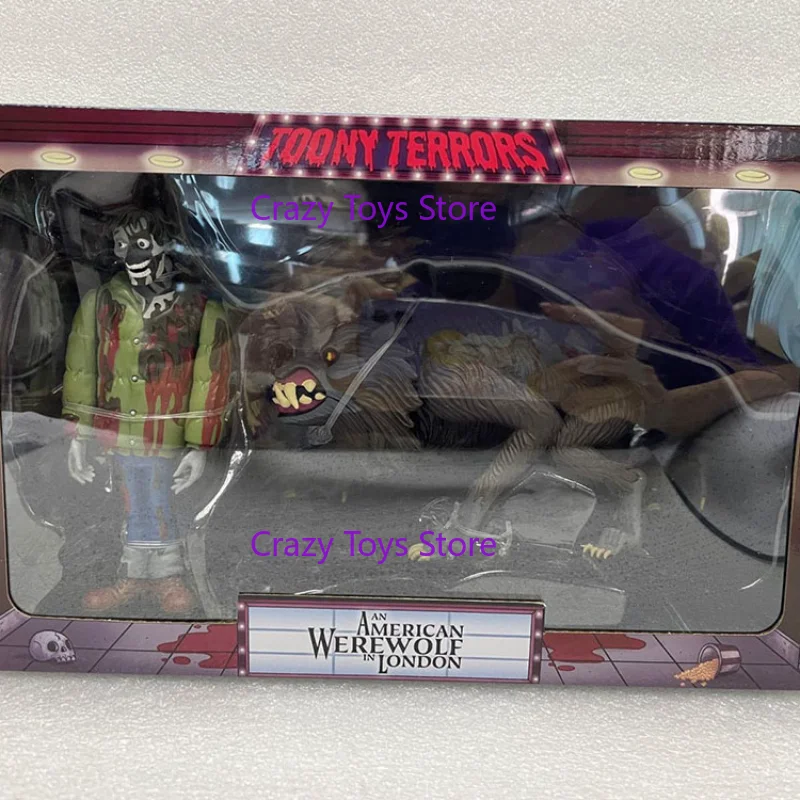 TOONY TERRORS
Crazy Toys Store
Crazy Toys Store
AN
AMERICAN
WEREWOLF
IN LONDON